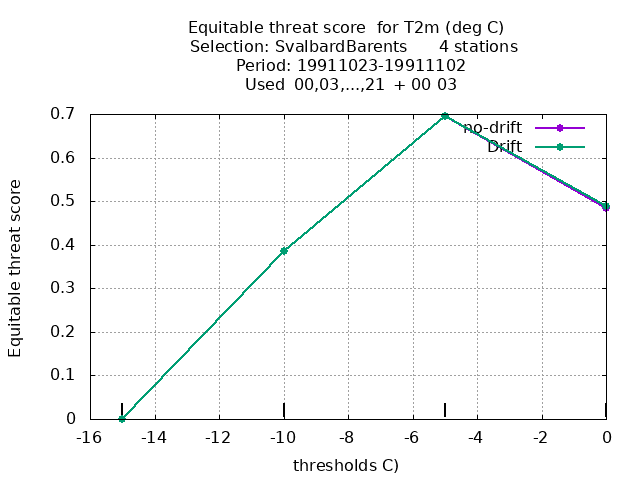 Equitable threat score  for T2m (deg C)
Selection: SvalbardBarents      4 stations
Period: 19911023-19911102
Used  00,03,...,21  + 00 03
no-drift
Drift
Equitable threat score
0.7
0.6
0.5
0.4
0.3
0.2
0.1
0
-16 -14 -12 -10 -8 -6 -4 -2 0
thresholds C)